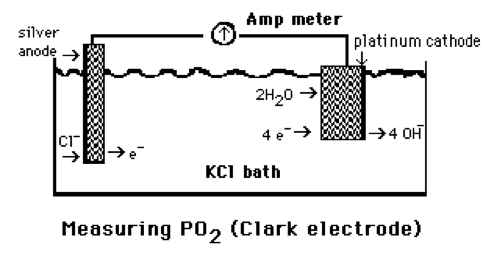 Amp meter
silver
anode
platinum cathode
2H₂O
Cl⁻
e⁻
4 e⁻
4 OH⁻
KCl bath
Measuring PO₂ (Clark electrode)